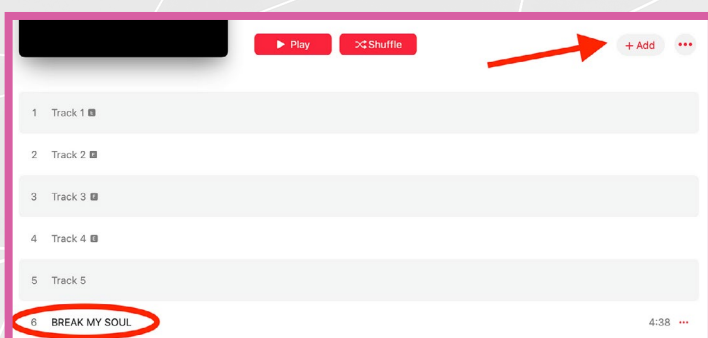 Play Shuffle + Add
1 Track 1 E
2 Track 2 E
3 Track 3 E
4 Track 4 E
5 Track 5
6 BREAK MY SOUL 4:38